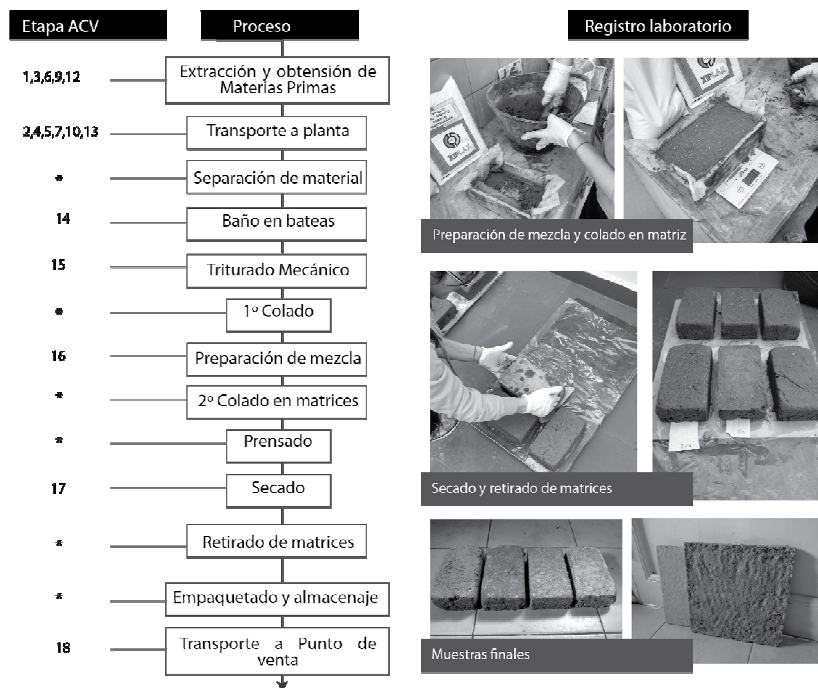 Etapa ACV
Proceso
Registro laboratorio
1,3,6,9,12
Extracción y obtención de
Materias Primas
2,4,5,7,10,13
Transporte a planta
*
Separación de material
14
Baño en bateas
15
Triturado Mecánico
*
1º Colado
16
Preparación de mezcla
*
2º Colado en matrices
*
Prensado
17
Secado
*
Retirado de matrices
*
Empaquetado y almacenaje
18
Transporte a Punto de
venta
Preparación de mezcla y colado en matriz
Secado y retirado de matrices
Muestras finales